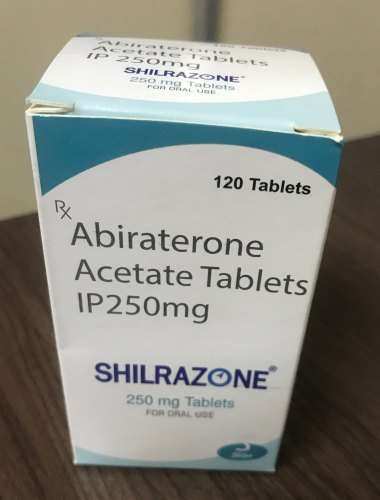 Abiraterone
Acetate Tablets
IP 250mg
SHILRAZONE®
250 mg Tablets
FOR ORAL USE
120 Tablets
Rx
Abiraterone
Acetate Tablets
IP250mg
SHILRAZONE®
250 mg Tablets
FOR ORAL USE